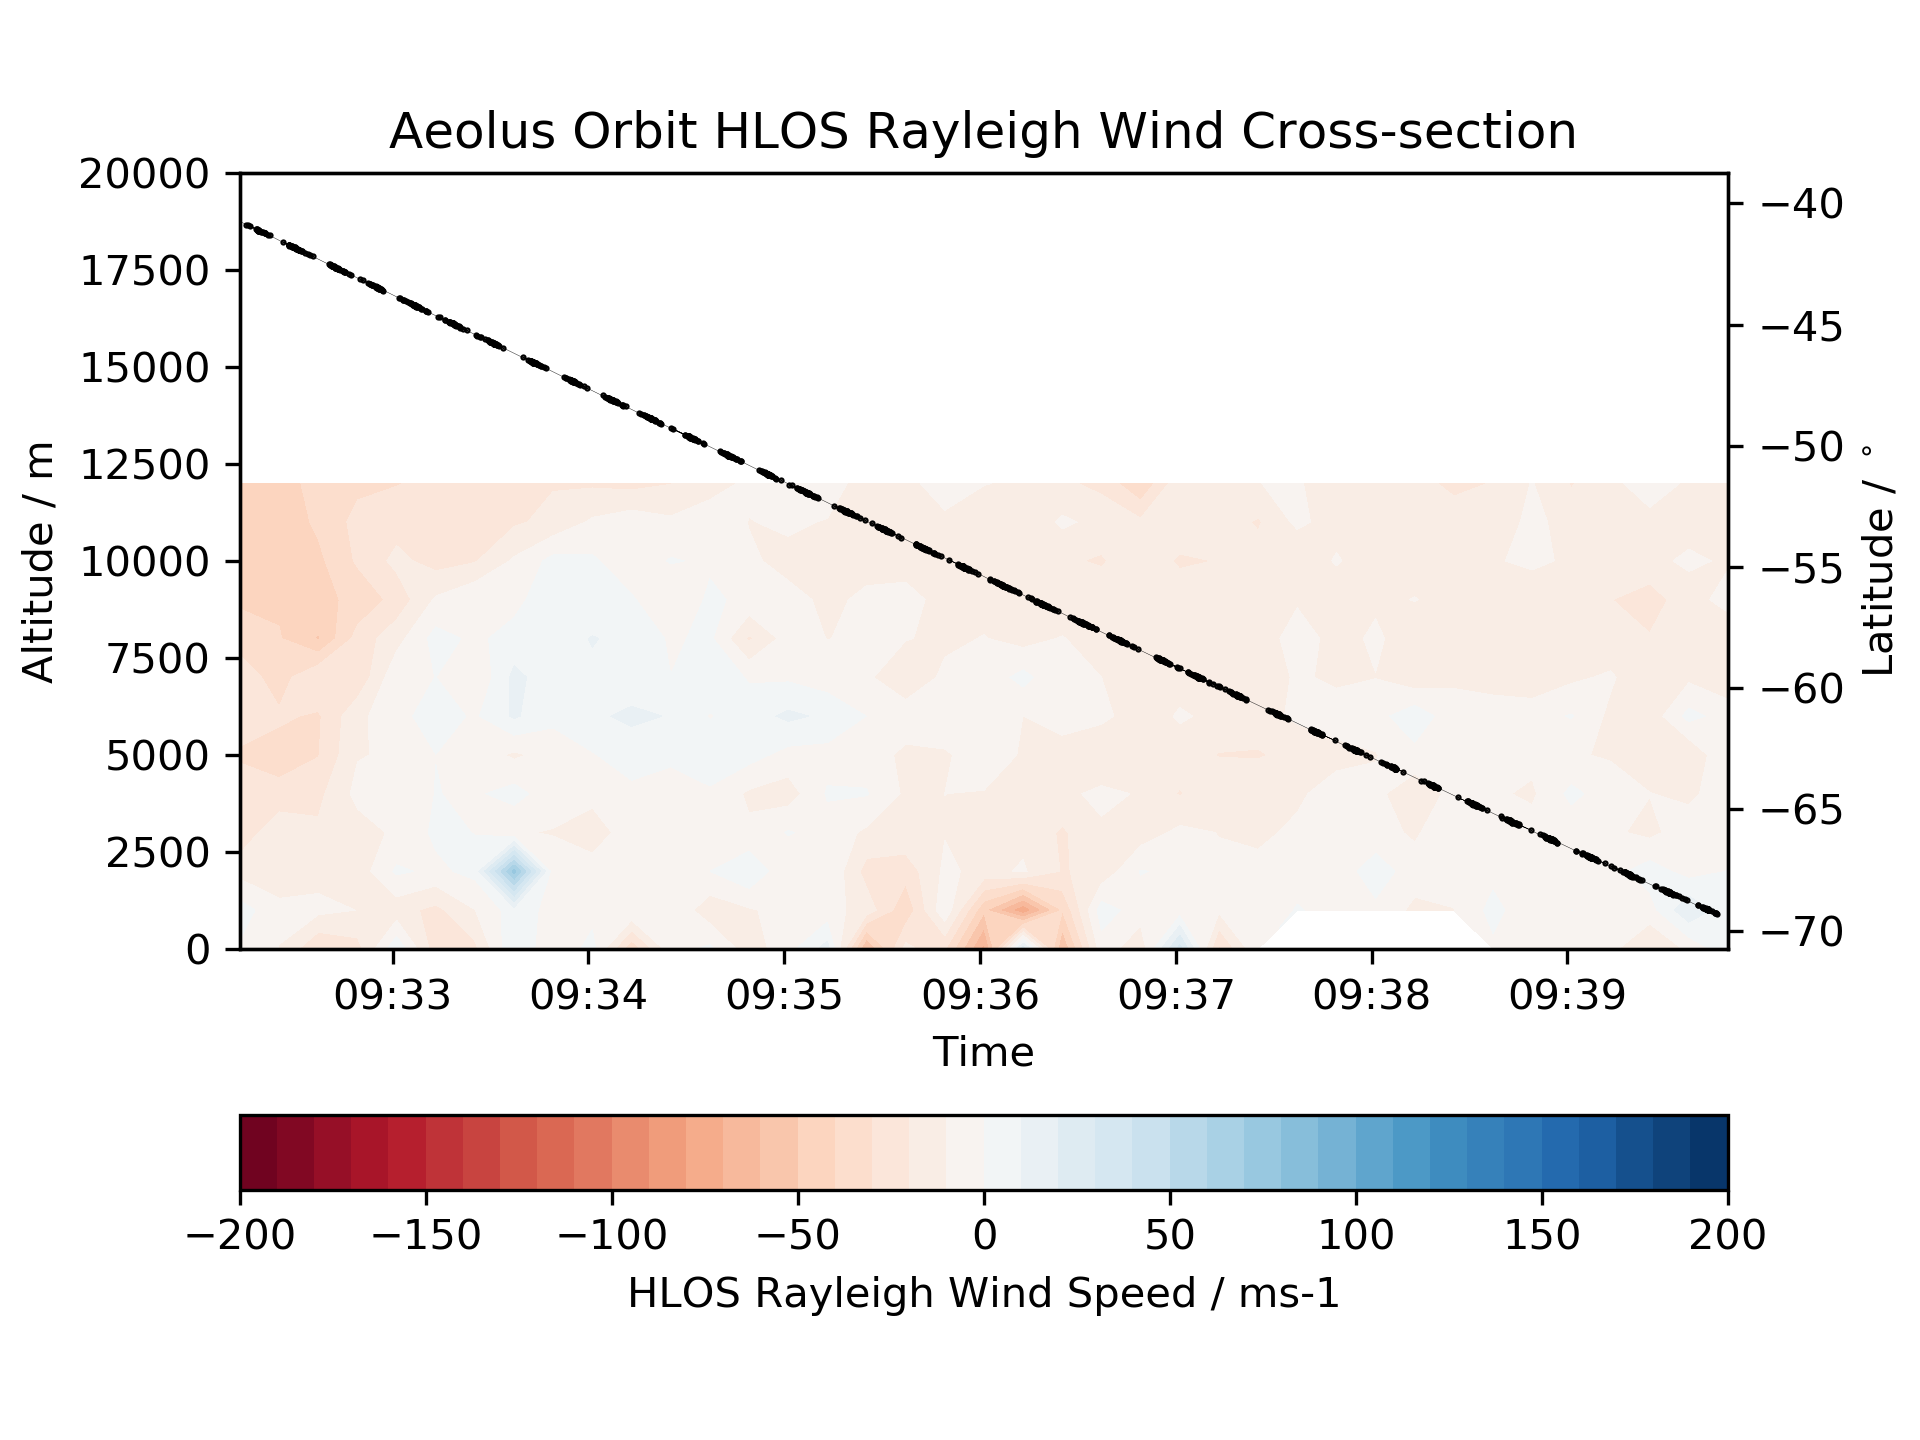 Aeolus Orbit HLOS Rayleigh Wind Cross-section
20000
17500
15000
12500
10000
7500
5000
2500
0
Altitude / m
−40
−45
−50
−55
−60
−65
−70
Latitude / °
09:33 09:34 09:35 09:36 09:37 09:38 09:39
Time
−200 −150 −100 −50 0 50 100 150 200
HLOS Rayleigh Wind Speed / ms-1